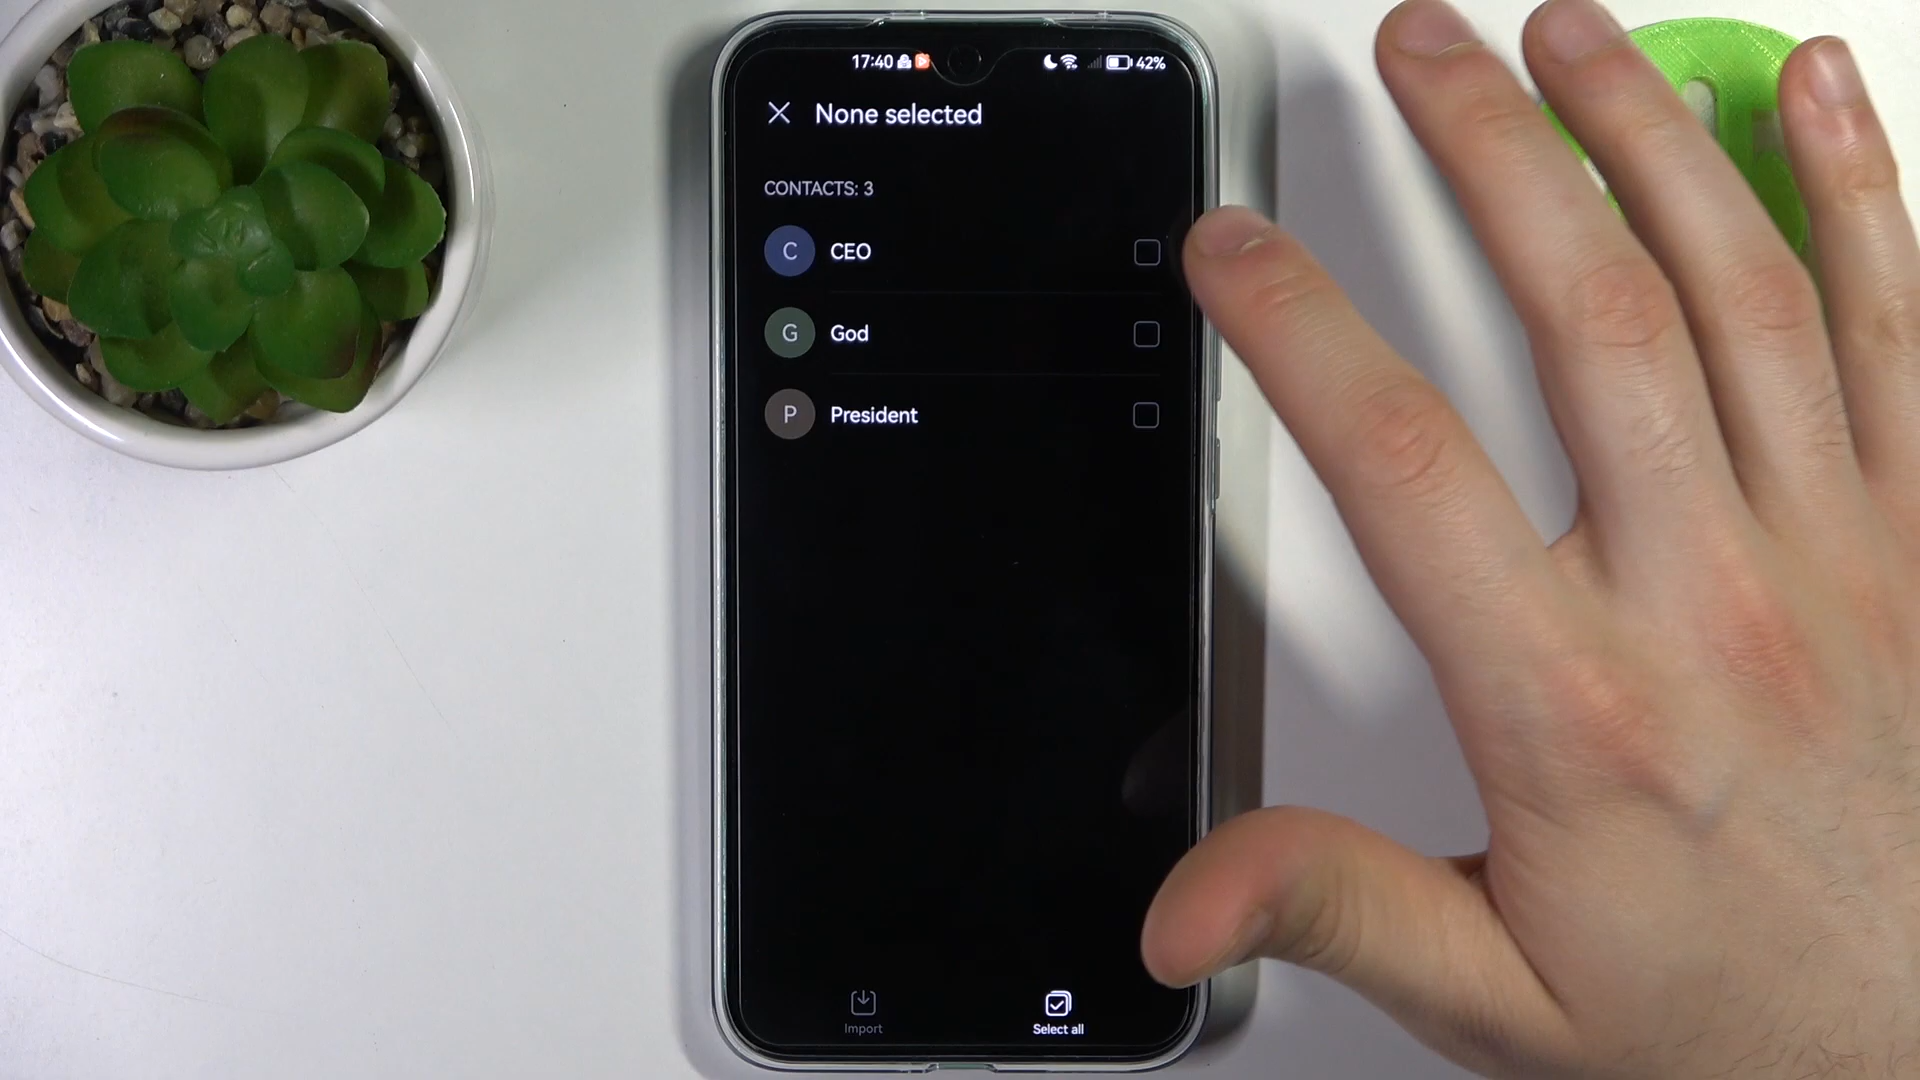 17:40 42%
None selected
CONTACTS: 3
C CEO
G God
P President
Import Select all